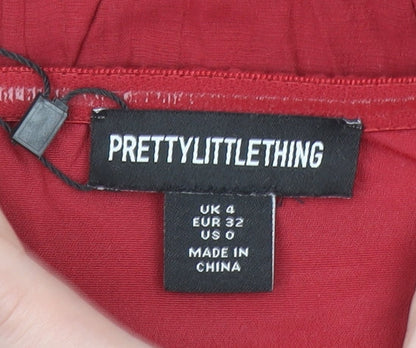 PRETTYLITTLETHING
UK 4
EUR 32
US 0
MADE IN
CHINA